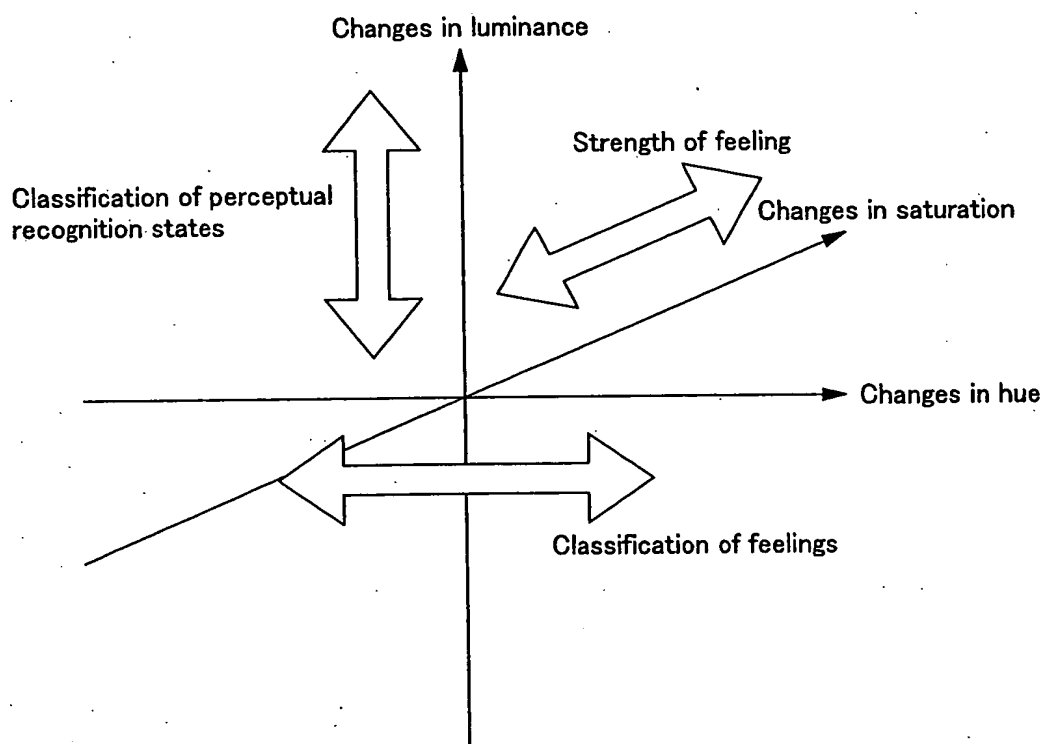 Changes in luminance
Strength of feeling
Classification of perceptual
recognition states
Changes in saturation
Changes in hue
Classification of feelings